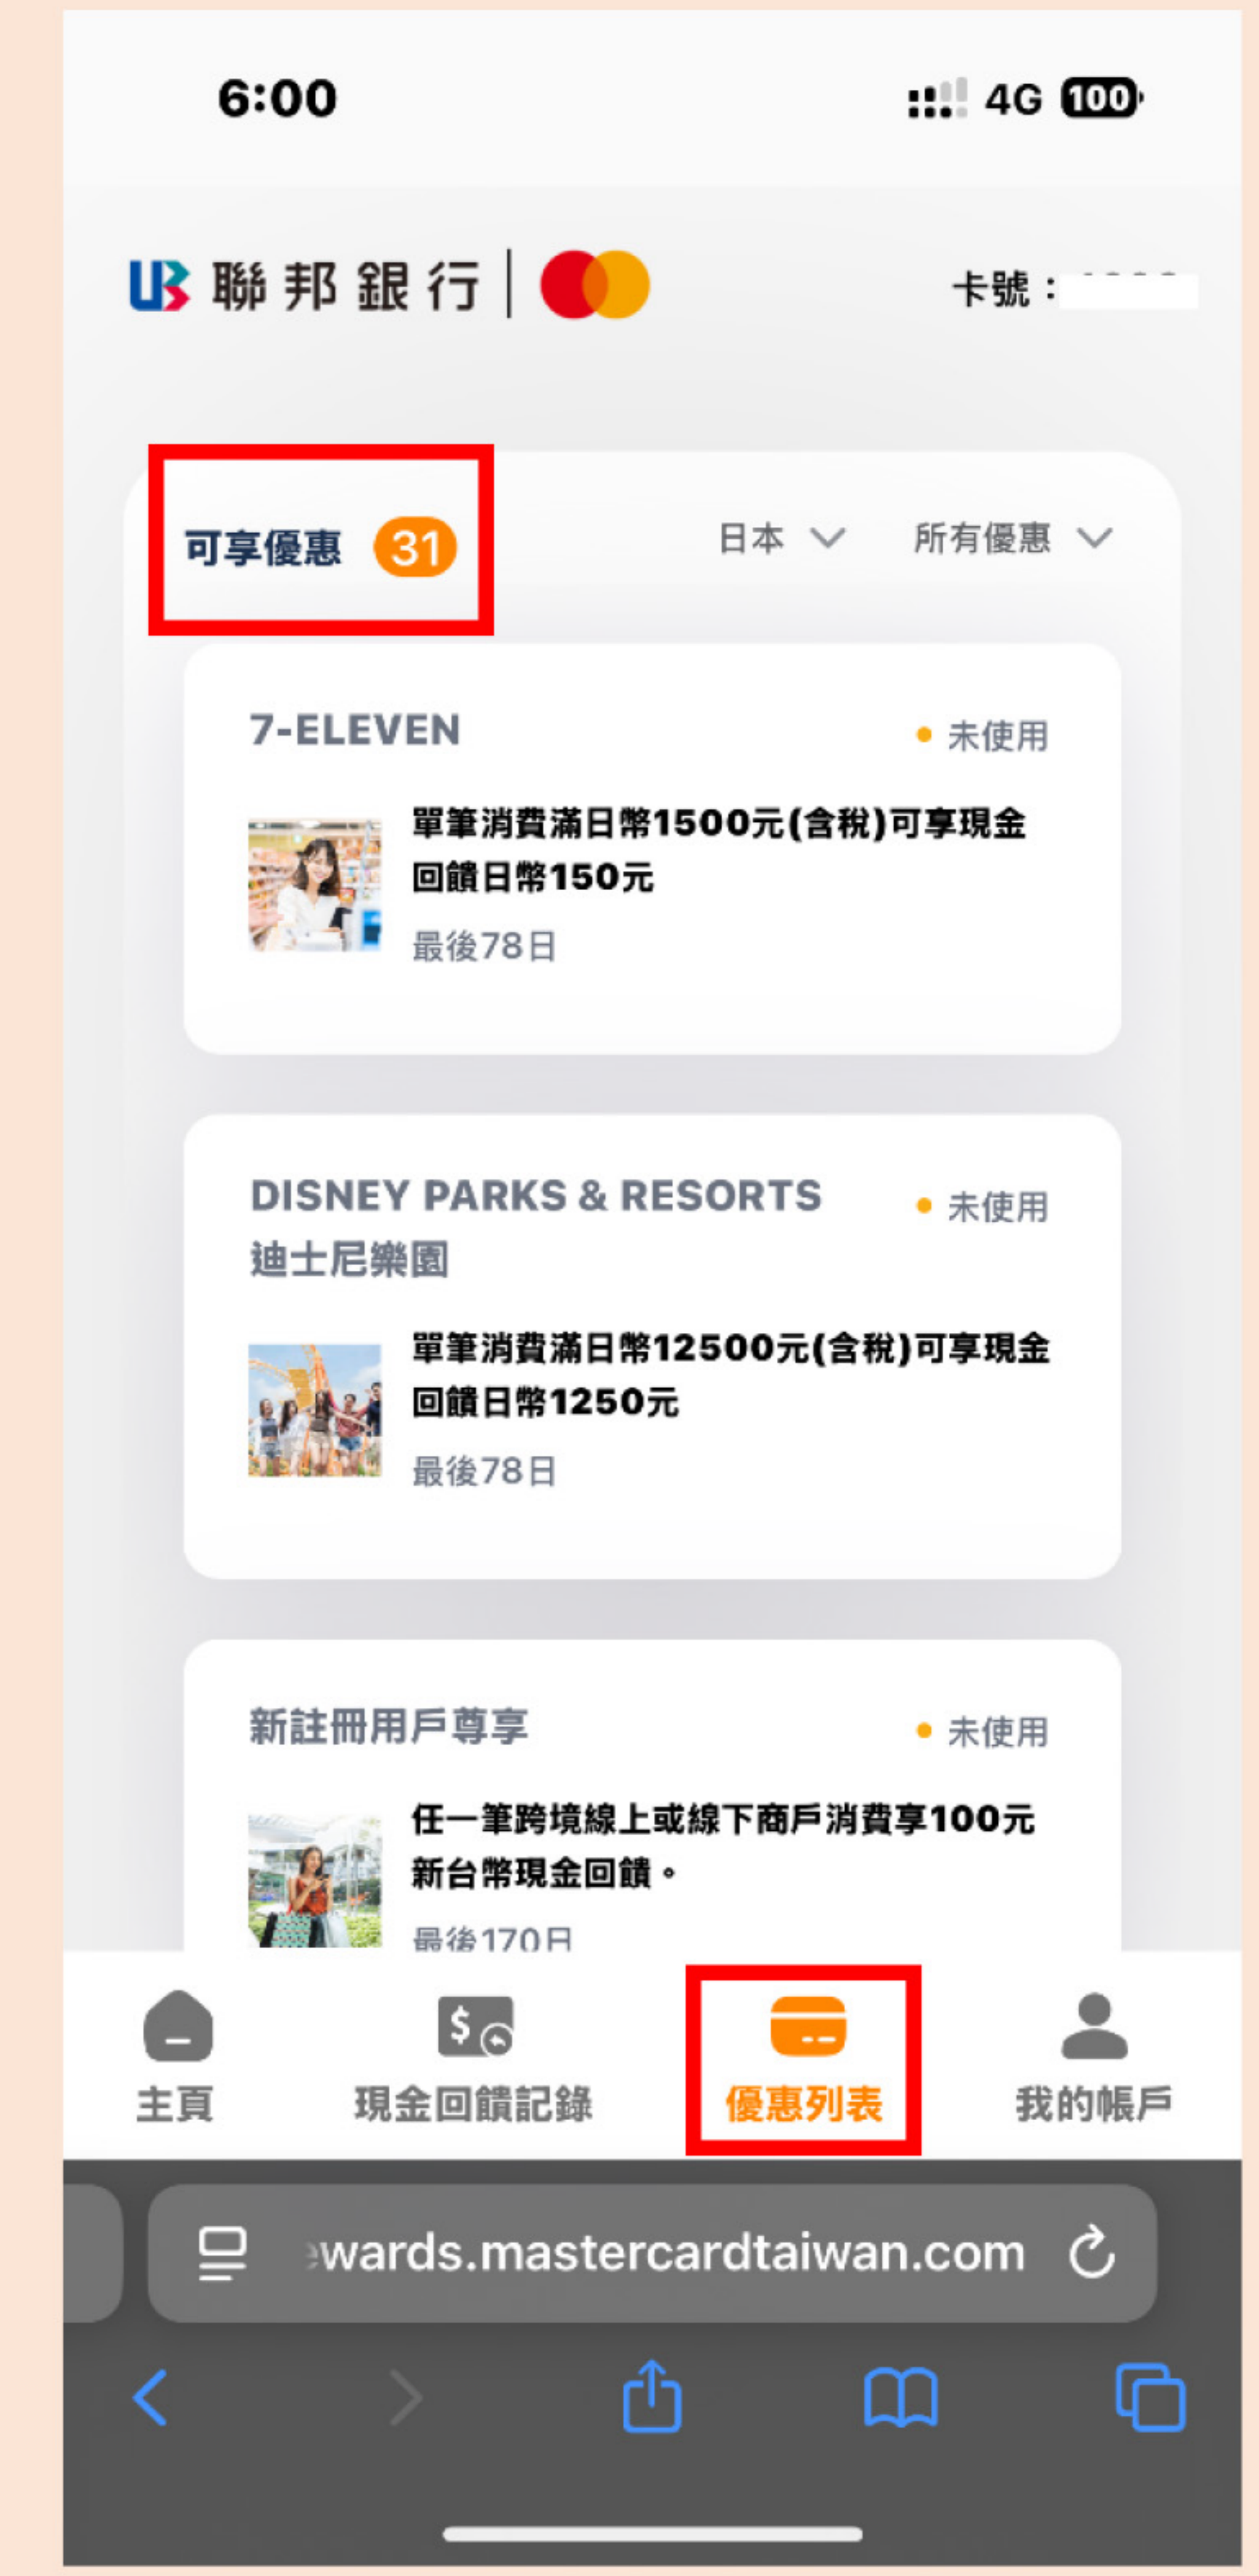 6:00
4G 100
聯邦銀行
卡號：
可享優惠 31
日本 所有優惠
7-ELEVEN
未使用
單筆消費滿日幣1500元(含稅)可享現金
回饋日幣150元
最後78日
DISNEY PARKS & RESORTS
迪士尼樂園
未使用
單筆消費滿日幣12500元(含稅)可享現金
回饋日幣1250元
最後78日
新註冊用戶尊享
未使用
任一筆跨境線上或線下商戶消費享100元
新台幣現金回饋。
最後170日
主頁 現金回饋記錄 優惠列表 我的帳戶
wards.mastercardtaiwan.com